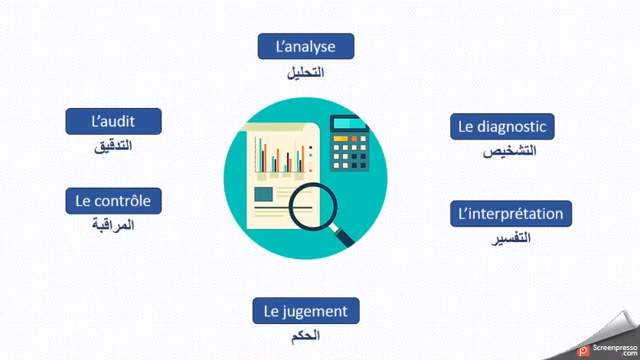 L'analyse
التحليل
L'audit
التدقيق
Le diagnostic
التشخيص
Le contrôle
المراقبة
L'interprétation
التفسير
Le jugement
الحكم
Screenpresso
.com